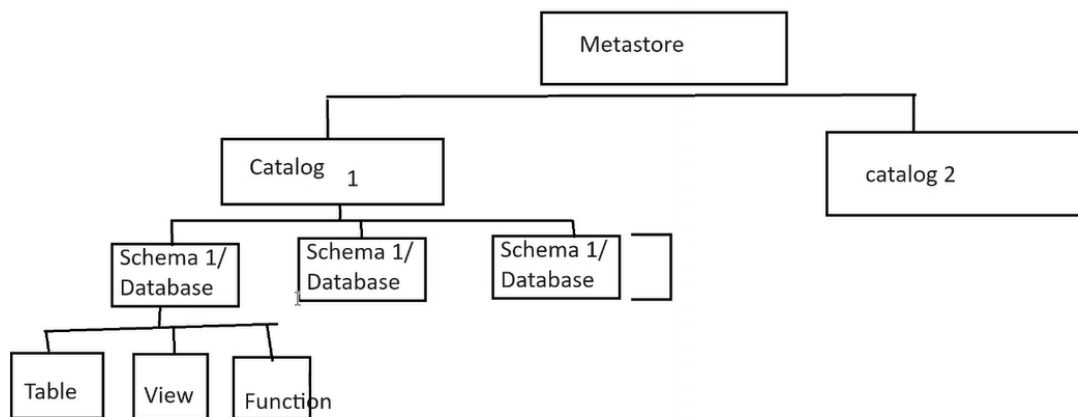 Metastore
Catalog 1
catalog 2
Schema 1/
Database
Schema 1/
Database
Schema 1/
Database
Table
View
Function